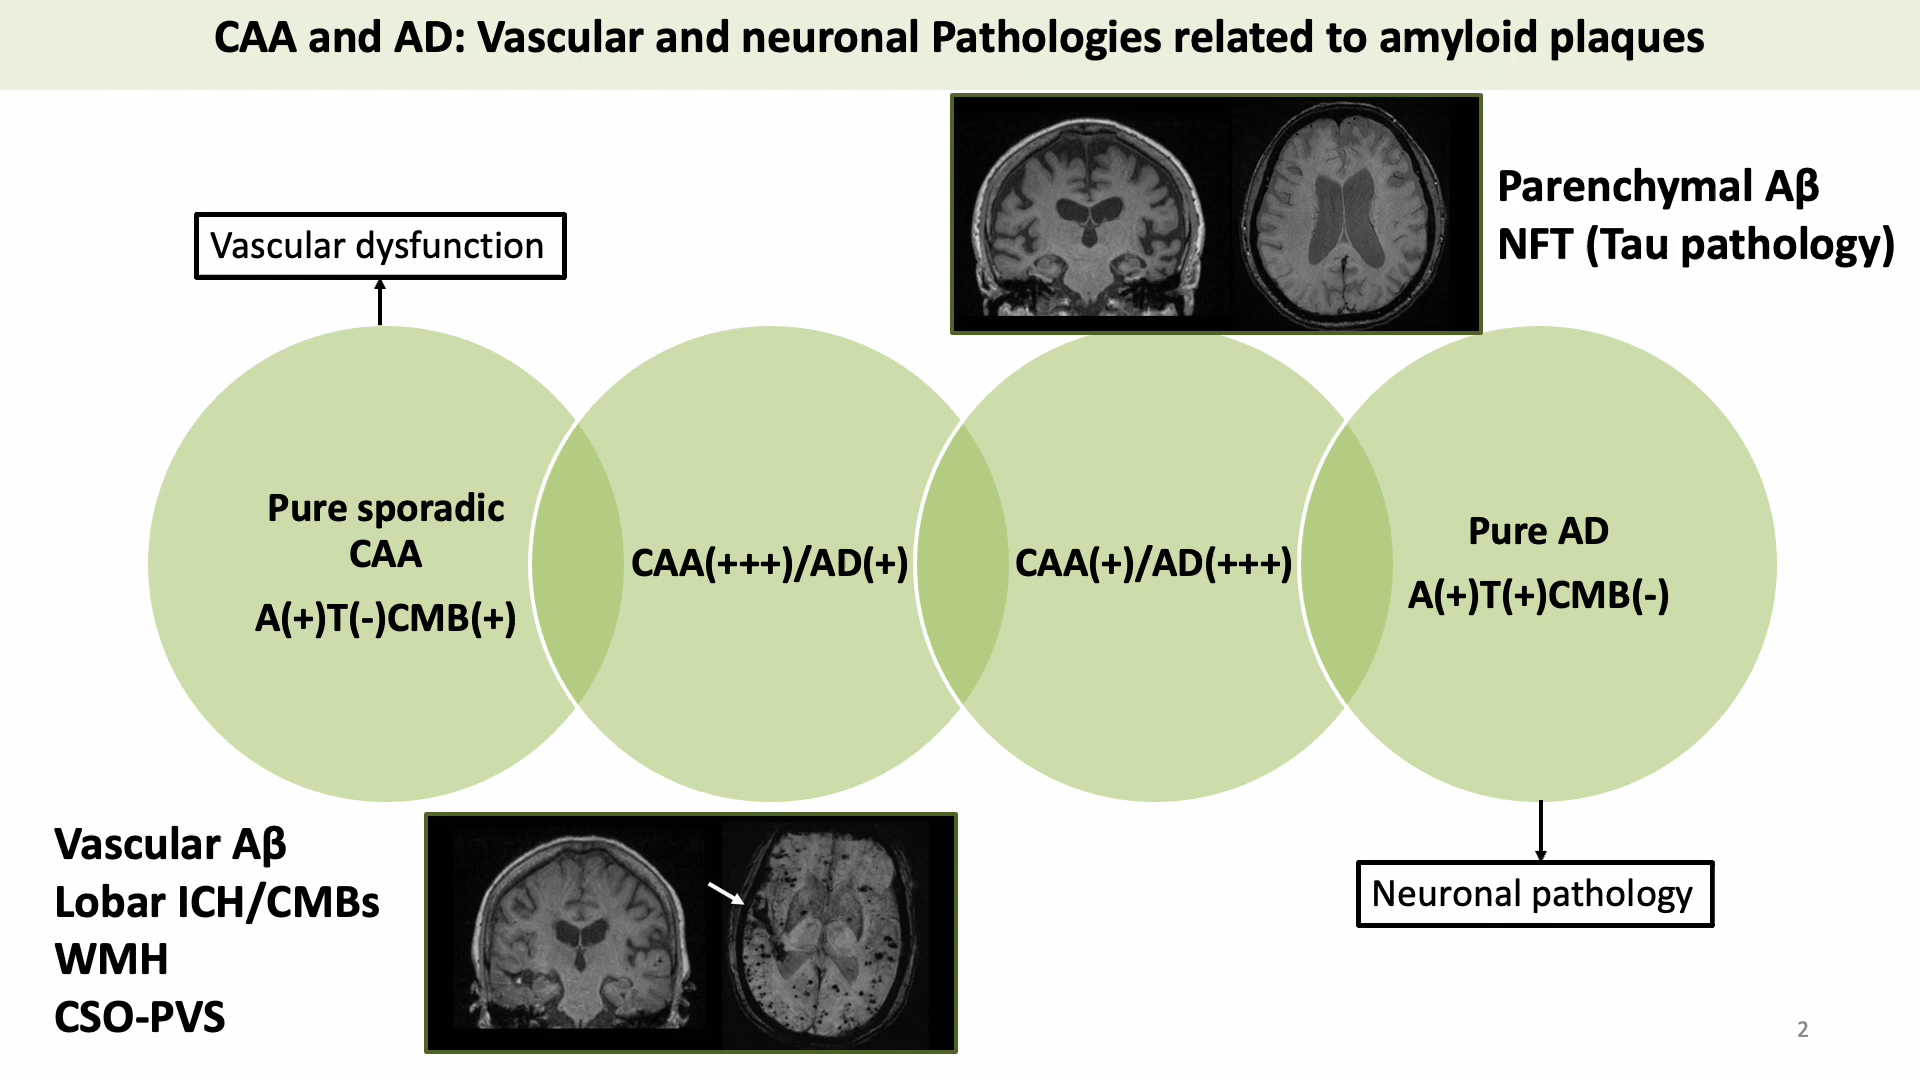 CAA and AD: Vascular and neuronal Pathologies related to amyloid plaques
Parenchymal Aβ
NFT (Tau pathology)
Vascular dysfunction
Pure sporadic
CAA
A(+)T(-)CMB(+)
CAA(+++)/AD(+)
CAA(+)/AD(+++)
Pure AD
A(+)T(+)CMB(-)
Vascular Aβ
Lobar ICH/CMBs
WMH
CSO-PVS
Neuronal pathology
2